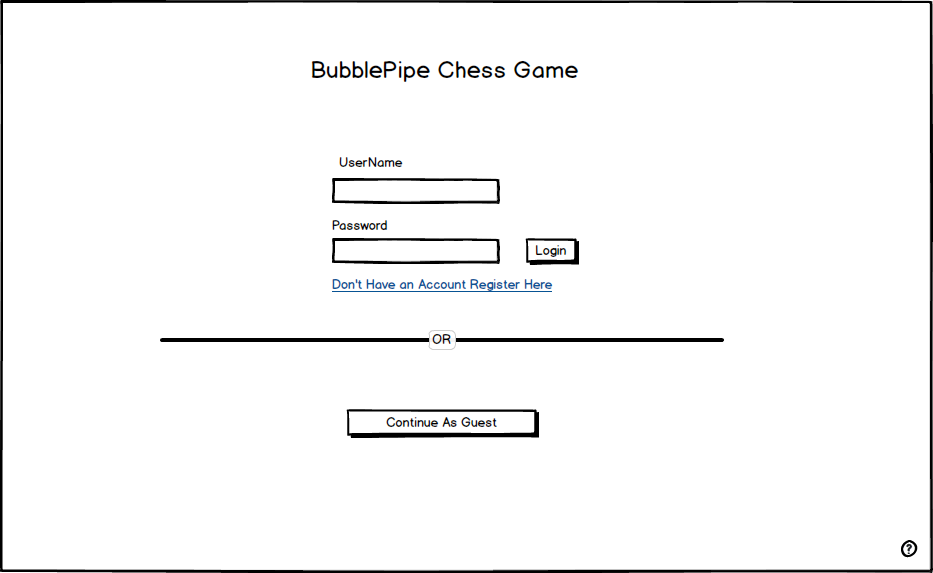 BubblePipe Chess Game
UserName
Password
Login
Don't Have an Account Register Here
OR
Continue As Guest
?